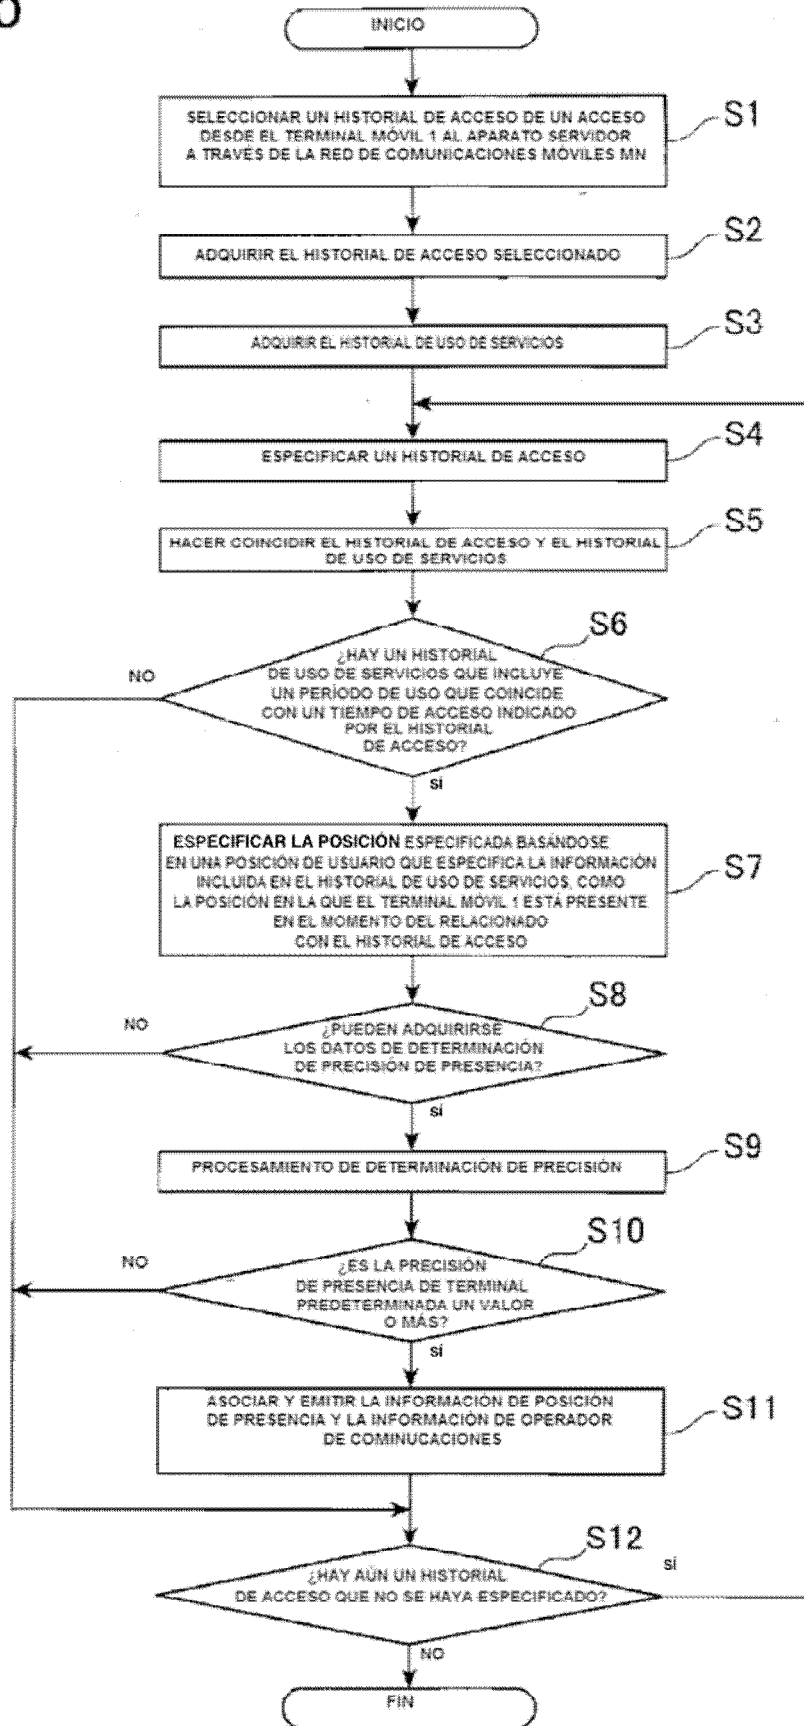 INICIO
SELECCIONAR UN HISTORIAL DE ACCESO DE UN ACCESO
DESDE EL TERMINAL MÓVIL 1 AL APARATO SERVIDOR
A TRAVÉS DE LA RED DE COMUNICACIONES MÓVILES MN
S1
ADQUIRIR EL HISTORIAL DE ACCESO SELECCIONADO
S2
ADQUIRIR EL HISTORIAL DE USO DE SERVICIOS
S3
ESPECIFICAR UN HISTORIAL DE ACCESO
S4
HACER COINCIDIR EL HISTORIAL DE ACCESO Y EL HISTORIAL
DE USO DE SERVICIOS
S5
¿HAY UN HISTORIAL
DE USO DE SERVICIOS QUE INCLUYE
UN PERÍODO DE USO QUE COINCIDE
CON UN TIEMPO DE ACCESO INDICADO
POR EL HISTORIAL
DE ACCESO?
S6
NO
sí
ESPECIFICAR LA POSICIÓN ESPECIFICADA BASÁNDOSE
EN UNA POSICIÓN DE USUARIO QUE ESPECIFICA LA INFORMACIÓN
INCLUIDA EN EL HISTORIAL DE USO DE SERVICIOS, COMO
LA POSICIÓN EN LA QUE EL TERMINAL MÓVIL 1 ESTÁ PRESENTE
EN EL MOMENTO DEL RELACIONADO
CON EL HISTORIAL DE ACCESO
S7
¿PUEDEN ADQUIRIRSE
LOS DATOS DE DETERMINACIÓN
DE PRECISIÓN DE PRESENCIA?
S8
NO
sí
PROCESAMIENTO DE DETERMINACIÓN DE PRECISIÓN
S9
¿ES LA PRECISIÓN
DE PRESENCIA DE TERMINAL
PREDETERMINADA UN VALOR
O MÁS?
S10
NO
sí
ASOCIAR Y EMITIR LA INFORMACIÓN DE POSICIÓN
DE PRESENCIA Y LA INFORMACIÓN DE OPERADOR
DE COMINUCACIONES
S11
¿HAY AÚN UN HISTORIAL
DE ACCESO QUE NO SE HAYA ESPECIFICADO?
S12
sí
NO
FIN